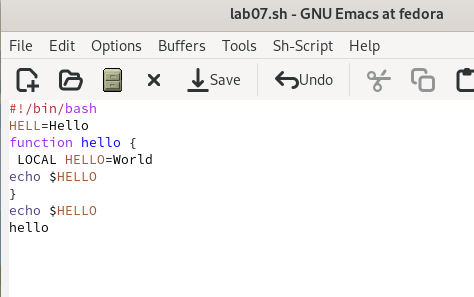 lab07.sh - GNU Emacs at fedora
File Edit Options Buffers Tools Sh-Script Help
Save Undo
#!/bin/bash
HELL=Hello
function hello {
 LOCAL HELLO=World
echo $HELLO
}
echo $HELLO
hello